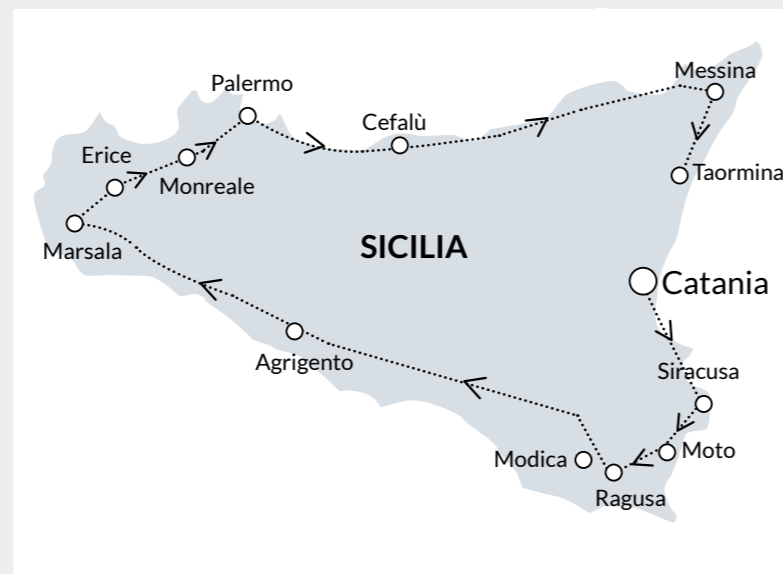 Messina
Palermo
Cefalù
Erice
Monreale
Taormina
Marsala
SICILIA
Catania
Agrigento
Siracusa
Modica
Moto
Ragusa